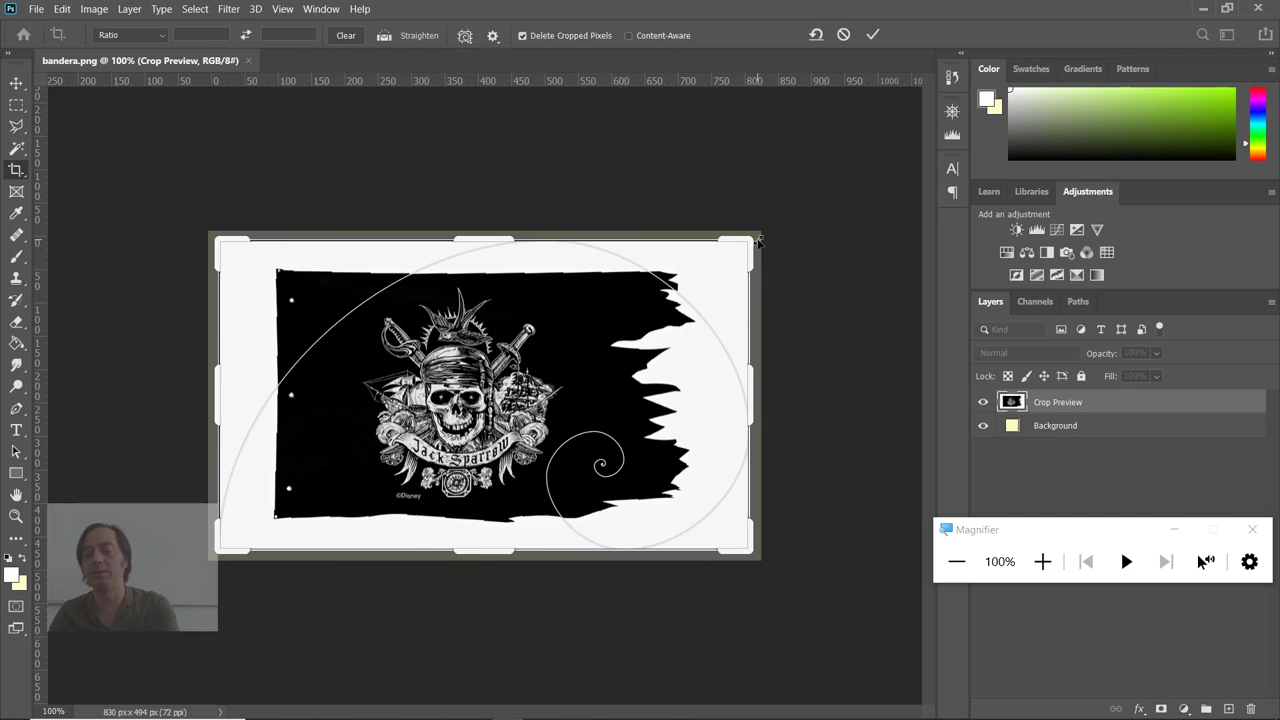 File Edit Image Layer Type Select Filter 3D View Window Help
Ratio Clear Straighten Delete Cropped Pixels Content-Aware
bandera.png @ 100% (Crop Preview, RGB/8#)
250 200 150 100 50 0 50 100 150 200 250 300 350 400 450 500 550 600 650 700 750 800 850 900 950 1000
Color Swatches Gradients Patterns
Learn Libraries Adjustments
Add an adjustment
Layers Channels Paths
Kind
Normal Opacity: 100%
Lock: Fill: 100%
Crop Preview
Background
Jack Sparrow
©Disney
Magnifier
100%
100% 830 px x 494 px (72 ppi)